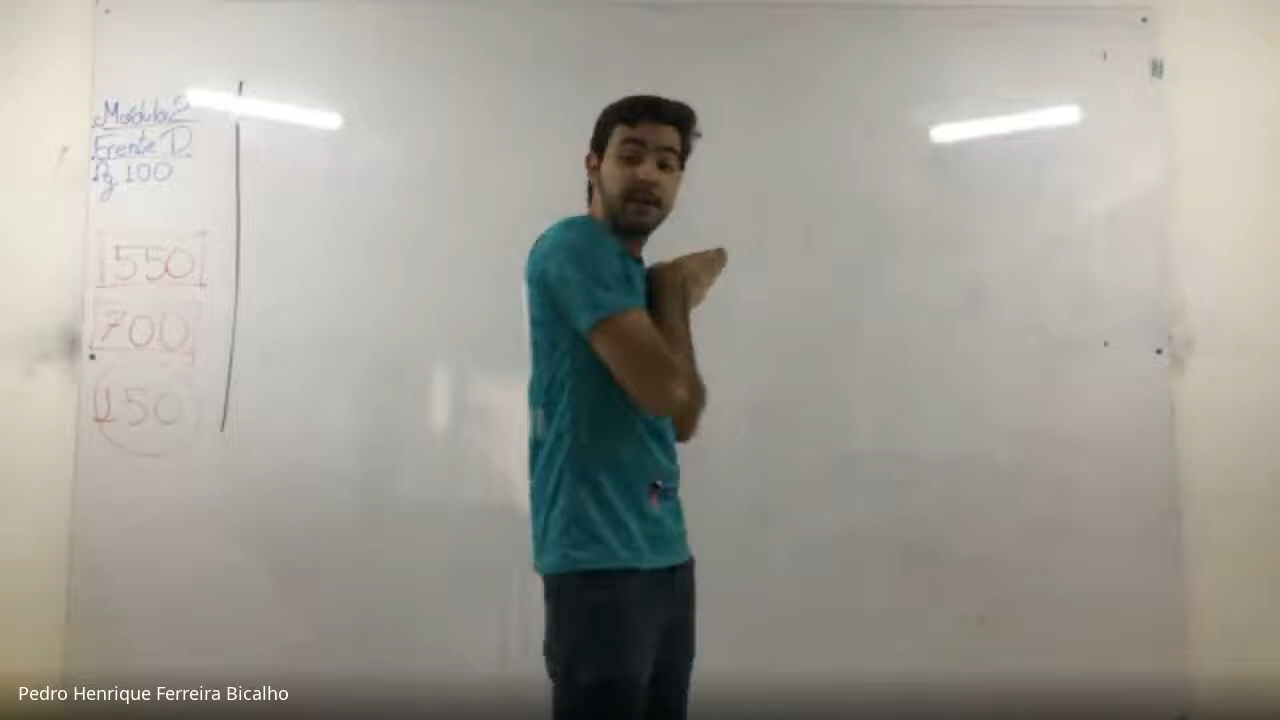 Módulo 2
Frente D
Pg 100
550
700
150
Pedro Henrique Ferreira Bicalho